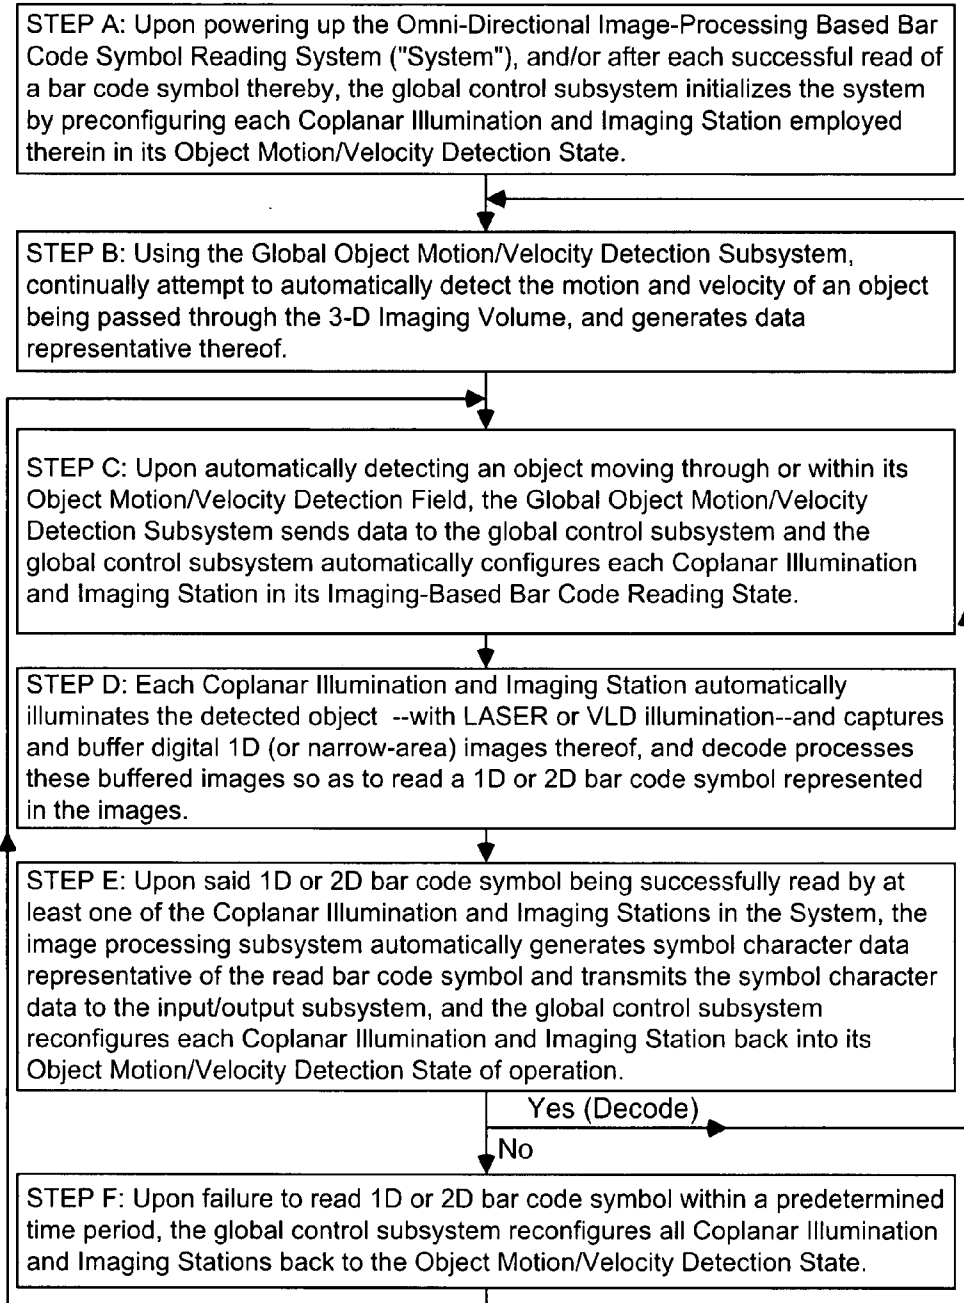 STEP A: Upon powering up the Omni-Directional Image-Processing Based Bar
Code Symbol Reading System ("System"), and/or after each successful read of
a bar code symbol thereby, the global control subsystem initializes the system
by preconfiguring each Coplanar Illumination and Imaging Station employed
therein in its Object Motion/Velocity Detection State.
STEP B: Using the Global Object Motion/Velocity Detection Subsystem,
continually attempt to automatically detect the motion and velocity of an object
being passed through the 3-D Imaging Volume, and generates data
representative thereof.
STEP C: Upon automatically detecting an object moving through or within its
Object Motion/Velocity Detection Field, the Global Object Motion/Velocity
Detection Subsystem sends data to the global control subsystem and the
global control subsystem automatically configures each Coplanar Illumination
and Imaging Station in its Imaging-Based Bar Code Reading State.
STEP D: Each Coplanar Illumination and Imaging Station automatically
illuminates the detected object --with LASER or VLD illumination--and captures
and buffer digital 1D (or narrow-area) images thereof, and decode processes
these buffered images so as to read a 1D or 2D bar code symbol represented
in the images.
STEP E: Upon said 1D or 2D bar code symbol being successfully read by at
least one of the Coplanar Illumination and Imaging Stations in the System, the
image processing subsystem automatically generates symbol character data
representative of the read bar code symbol and transmits the symbol character
data to the input/output subsystem, and the global control subsystem
reconfigures each Coplanar Illumination and Imaging Station back into its
Object Motion/Velocity Detection State of operation.
Yes (Decode)
No
STEP F: Upon failure to read 1D or 2D bar code symbol within a predetermined
time period, the global control subsystem reconfigures all Coplanar Illumination
and Imaging Stations back to the Object Motion/Velocity Detection State.